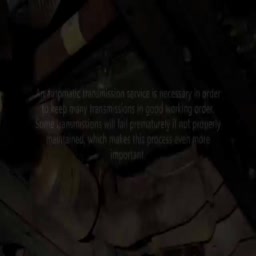 An automatic transmission service is necessary in order
to keep many transmissions in good working order.
Some transmissions will fail prematurely if not properly
maintained, which makes this process even more
important.